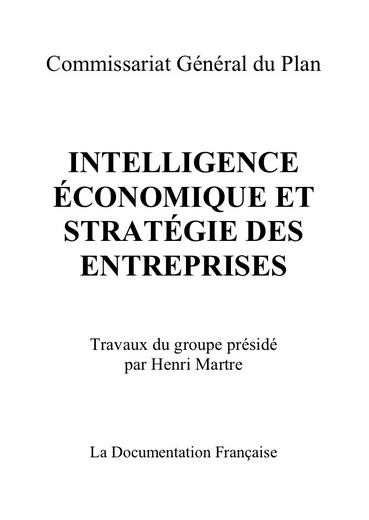 Commissariat Général du Plan
INTELLIGENCE
ÉCONOMIQUE ET
STRATÉGIE DES
ENTREPRISES
Travaux du groupe présidé
par Henri Martre
La Documentation Française